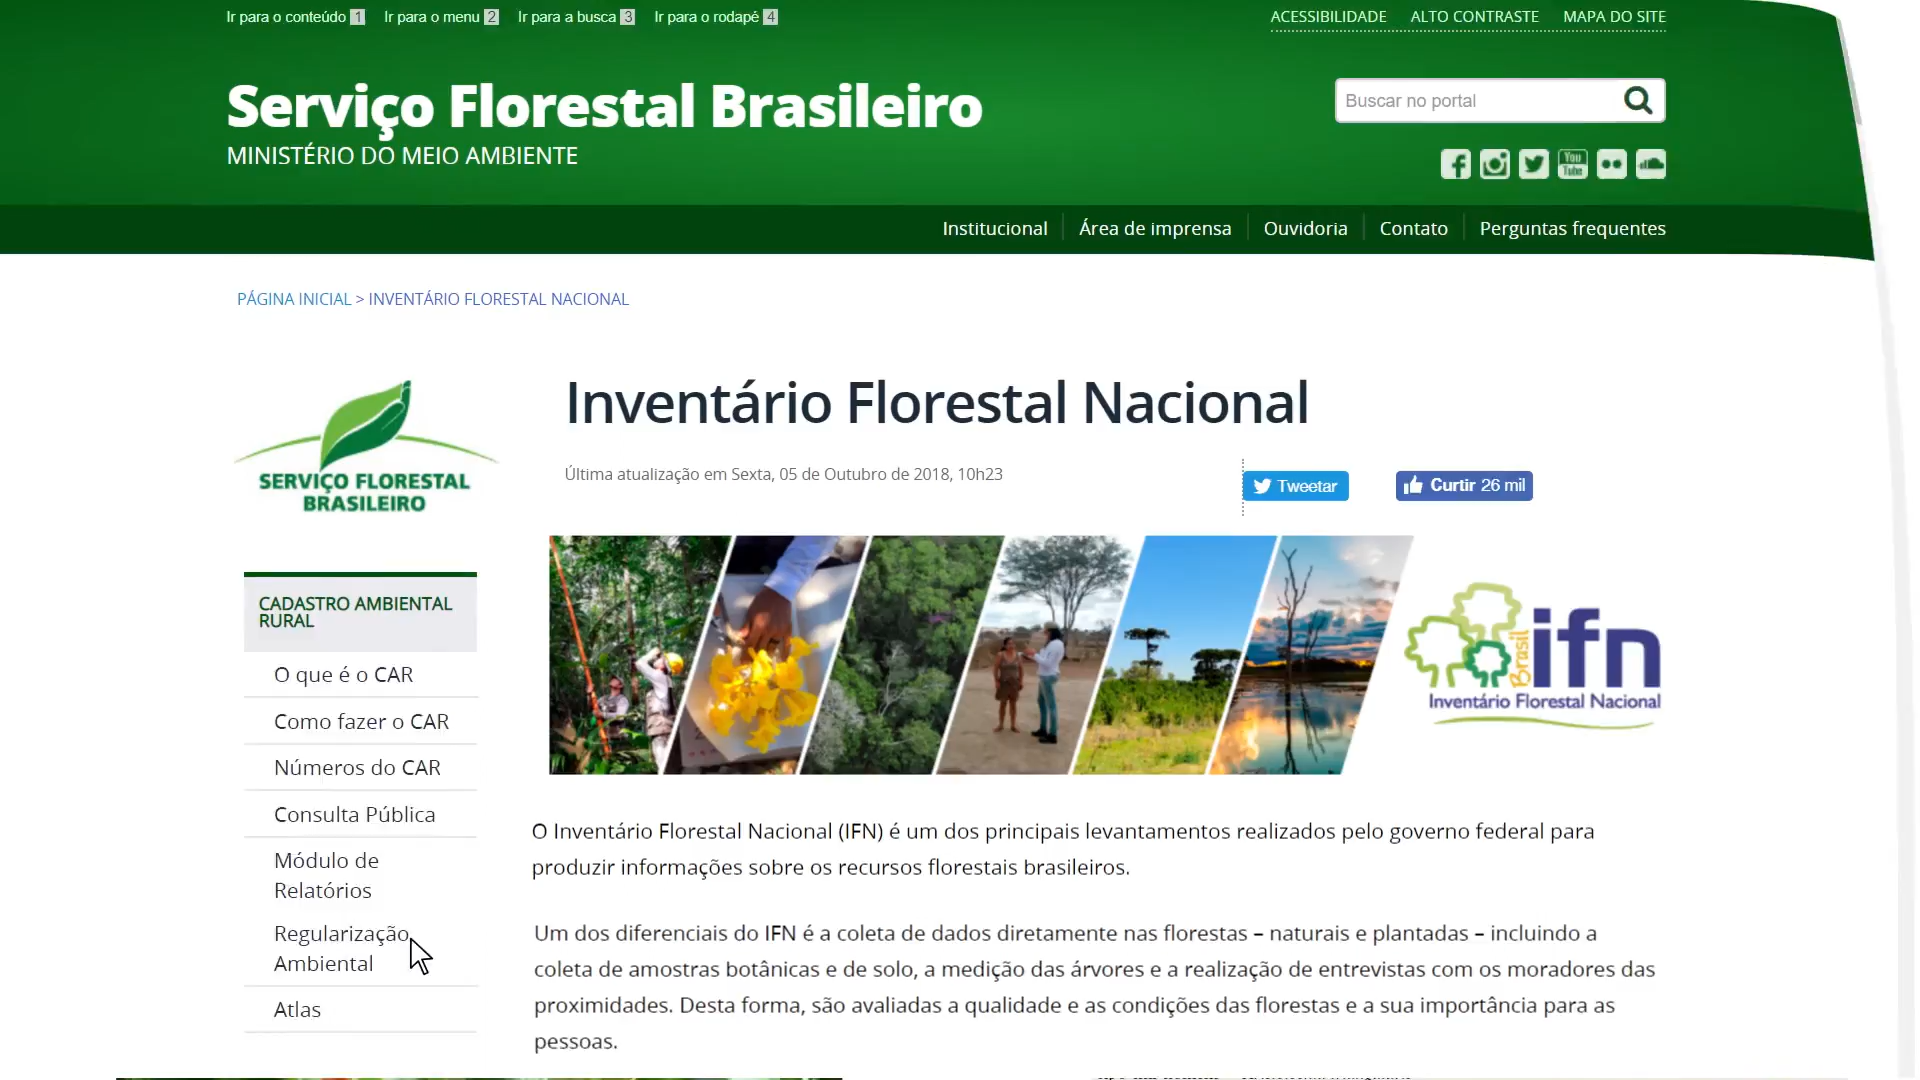 Ir para o conteúdo 1 Ir para o menu 2 Ir para a busca 3 Ir para o rodapé 4
ACESSIBILIDADE ALTO CONTRASTE MAPA DO SITE
Serviço Florestal Brasileiro
MINISTÉRIO DO MEIO AMBIENTE
Buscar no portal
You Tube
Institucional Área de imprensa Ouvidoria Contato Perguntas frequentes
PÁGINA INICIAL > INVENTÁRIO FLORESTAL NACIONAL
SERVIÇO FLORESTAL
BRASILEIRO
Inventário Florestal Nacional
Última atualização em Sexta, 05 de Outubro de 2018, 10h23
Tweetar
Curtir 26 mil
Brasil ifn
Inventário Florestal Nacional
CADASTRO AMBIENTAL
RURAL
O que é o CAR
Como fazer o CAR
Números do CAR
Consulta Pública
Módulo de
Relatórios
Regularização
Ambiental
Atlas
O Inventário Florestal Nacional (IFN) é um dos principais levantamentos realizados pelo governo federal para
produzir informações sobre os recursos florestais brasileiros.
Um dos diferenciais do IFN é a coleta de dados diretamente nas florestas – naturais e plantadas – incluindo a
coleta de amostras botânicas e de solo, a medição das árvores e a realização de entrevistas com os moradores das
proximidades. Desta forma, são avaliadas a qualidade e as condições das florestas e a sua importância para as
pessoas.